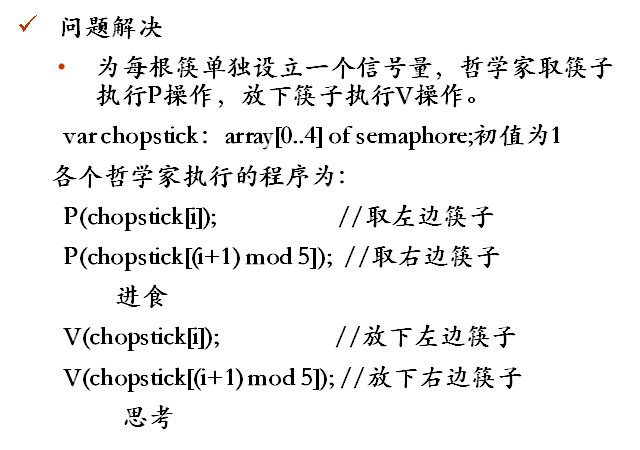 ✓ 问题解决
• 为每根筷单独设立一个信号量，哲学家取筷子
执行P操作，放下筷子执行V操作。
var chopstick：array[0..4] of semaphore;初值为1
各个哲学家执行的程序为：
P(chopstick[i]); //取左边筷子
P(chopstick[(i+1) mod 5]); //取右边筷子
进食
V(chopstick[i]); //放下左边筷子
V(chopstick[(i+1) mod 5]); //放下右边筷子
思考